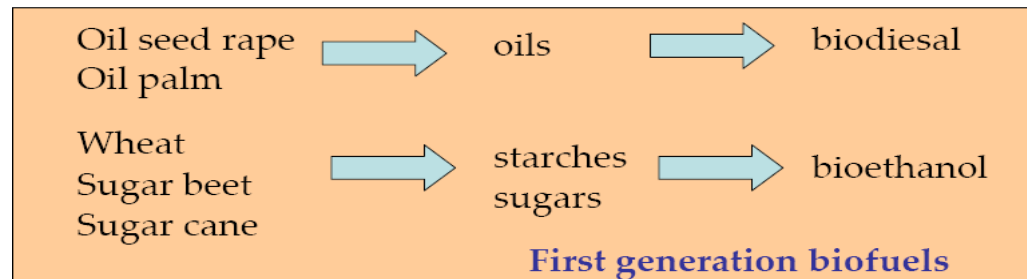 Oil seed rape
Oil palm
oils
biodiesal
Wheat
Sugar beet
Sugar cane
starches
sugars
bioethanol
First generation biofuels